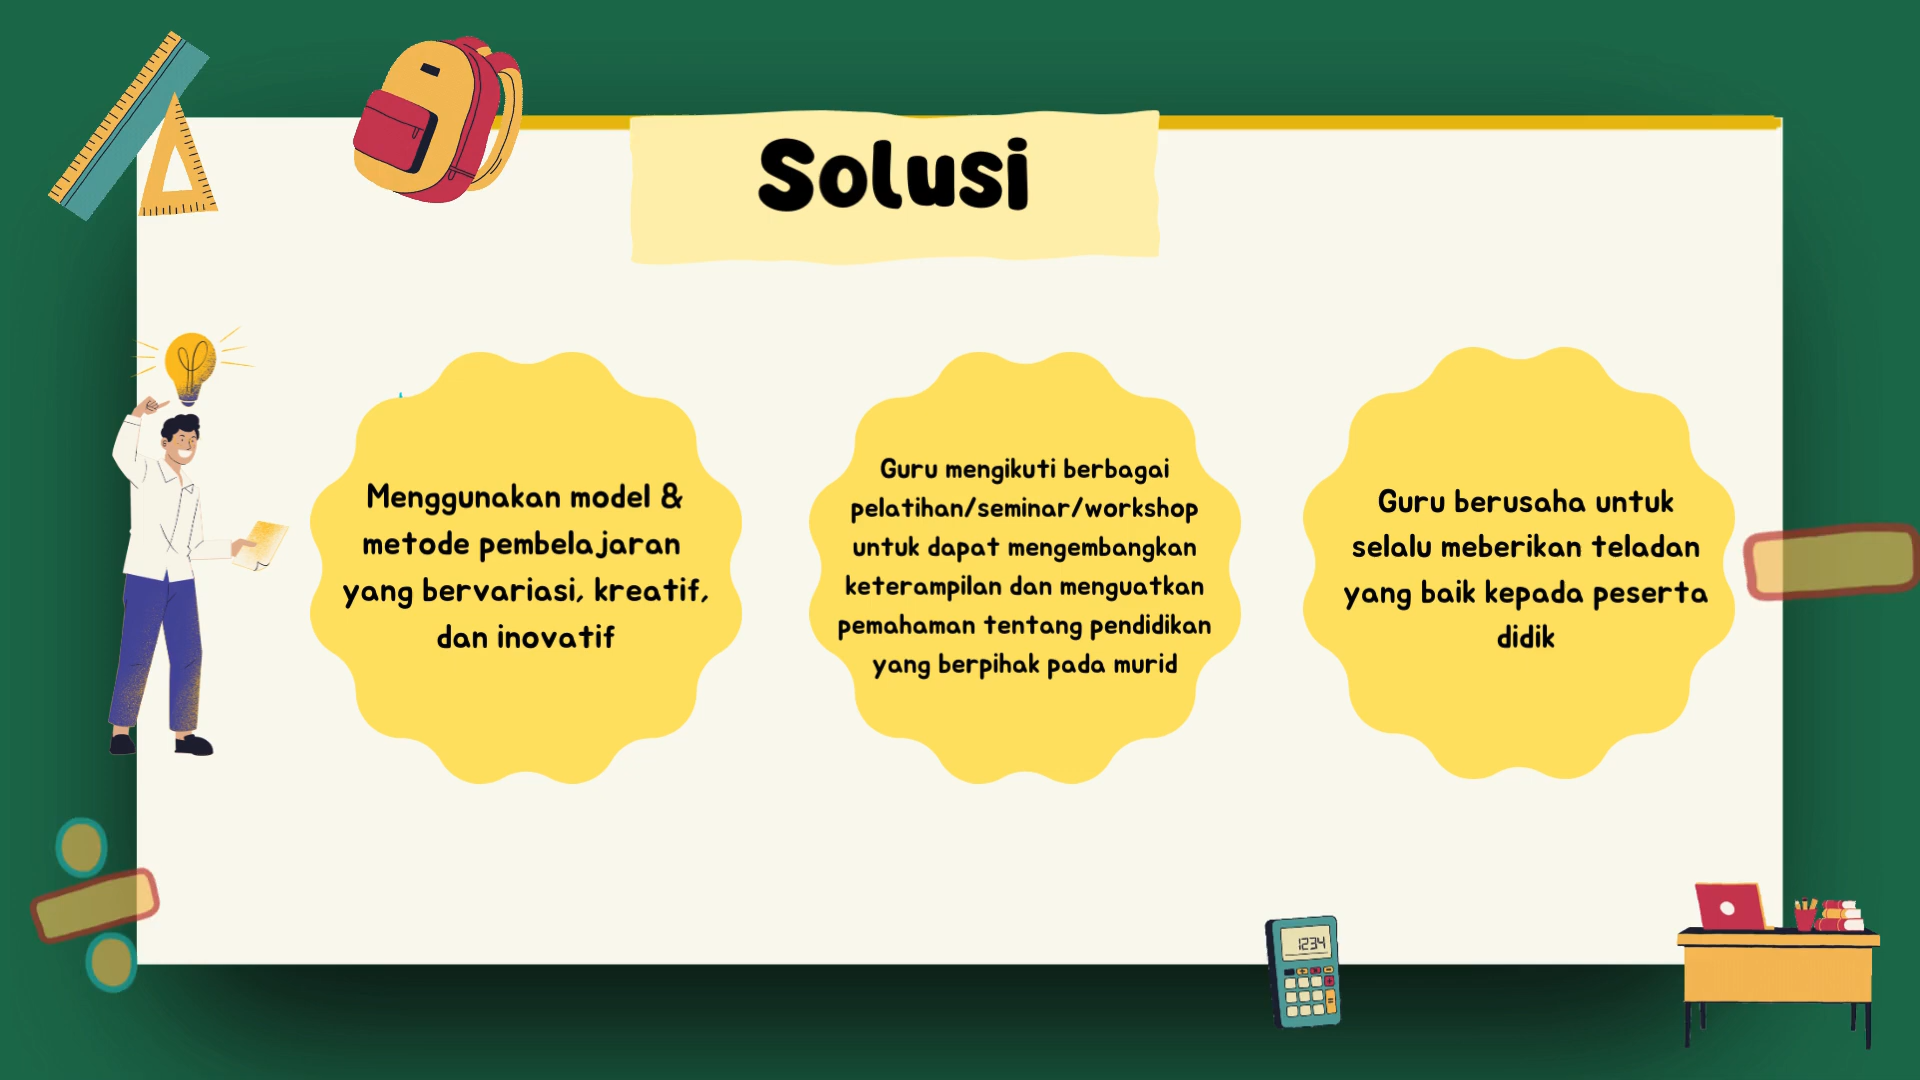 Solusi
Menggunakan model &
metode pembelajaran
yang bervariasi, kreatif,
dan inovatif
Guru mengikuti berbagai
pelatihan/seminar/workshop
untuk dapat mengembangkan
keterampilan dan menguatkan
pemahaman tentang pendidikan
yang berpihak pada murid
Guru berusaha untuk
selalu meberikan teladan
yang baik kepada peserta
didik
1234